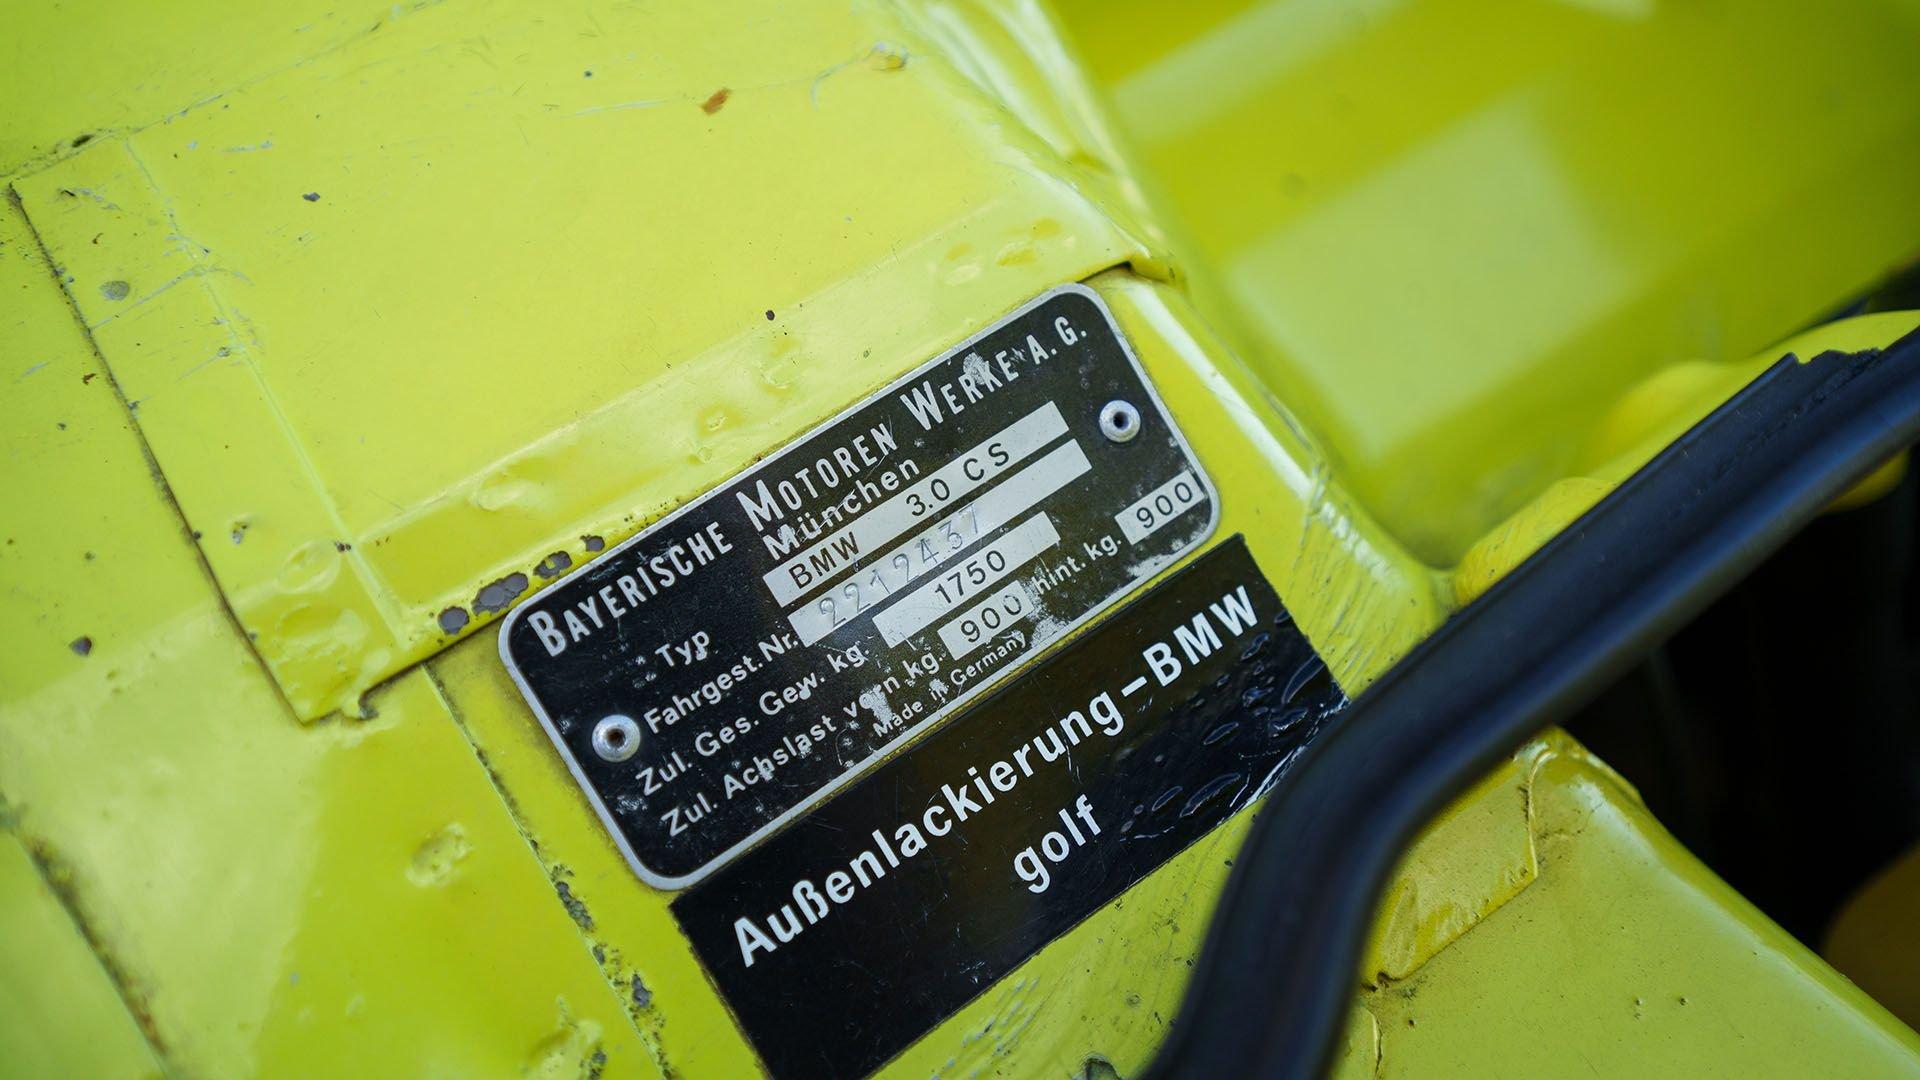 BAYERISCHE MOTOREN WERKE A.G.
München
Typ BMW 3.0 CS
Fahrgest. Nr. 2212437
Zul. Ges. Gew. kg. 1750
Zul. Achslast vorn kg. 900 hint. kg. 900
Made in Germany
Außenlackierung-BMW
golf